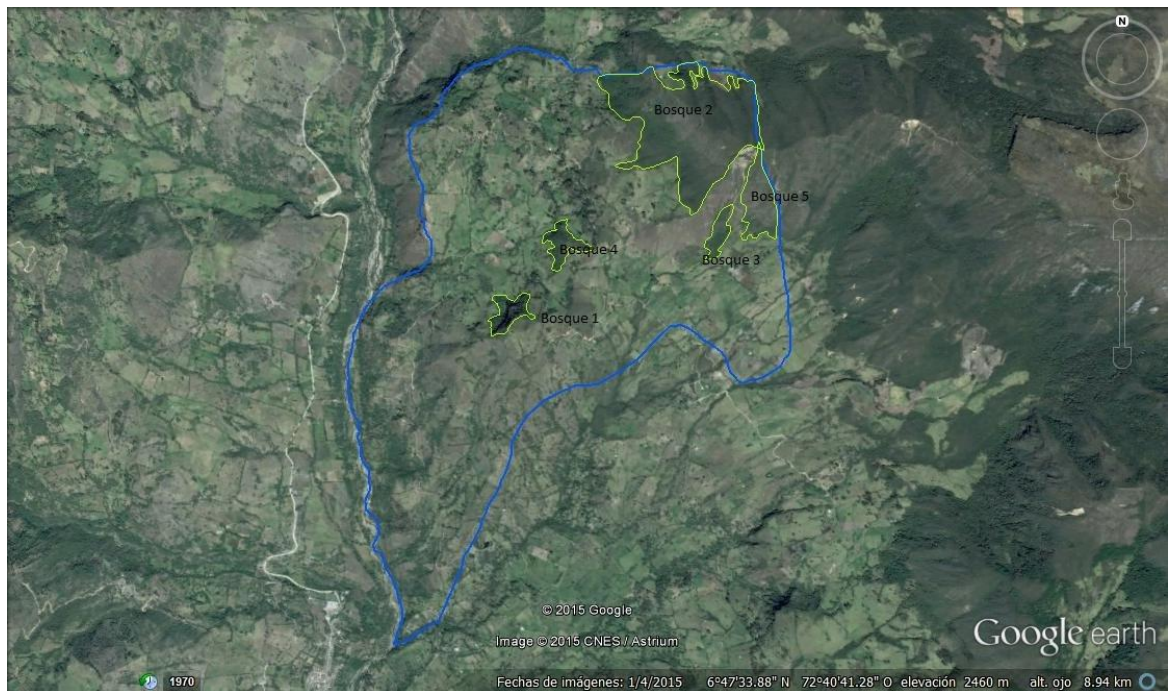 N
Bosque 2
Bosque 5
Bosque 4
Bosque 3
Bosque 1
© 2015 Google
Image © 2015 CNES / Astrium
Google earth
1970
Fechas de imágenes: 1/4/2015 6°47'33.88" N 72°40'41.28" O elevación 2460 m alt. ojo 8.94 km